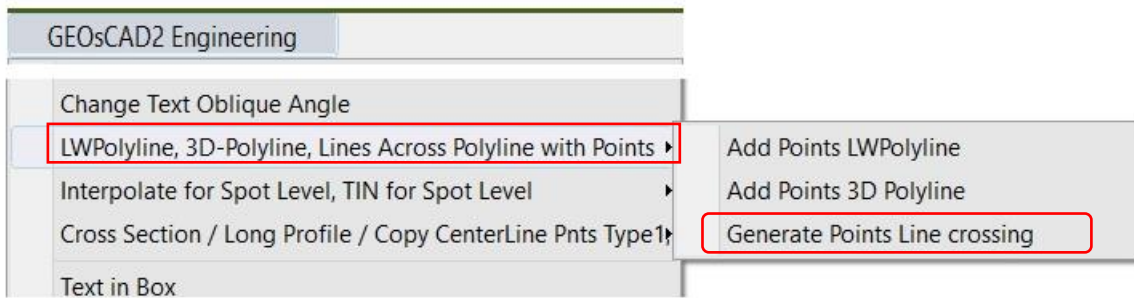 GEOsCAD2 Engineering
Change Text Oblique Angle
LWPolyline, 3D-Polyline, Lines Across Polyline with Points
Add Points LWPolyline
Interpolate for Spot Level, TIN for Spot Level
Add Points 3D Polyline
Cross Section / Long Profile / Copy CenterLine Pnts Type1,
Generate Points Line crossing
Text in Box